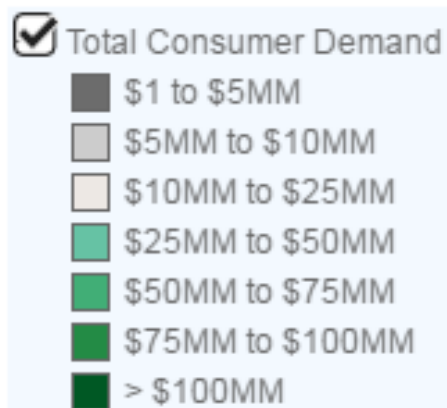 Total Consumer Demand
$1 to $5MM
$5MM to $10MM
$10MM to $25MM
$25MM to $50MM
$50MM to $75MM
$75MM to $100MM
> $100MM